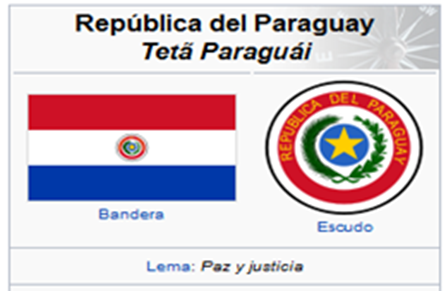 República del Paraguay
Tetã Paraguái
REPUBLICA DEL PARAGUAY
Bandera
Escudo
Lema: Paz y justicia